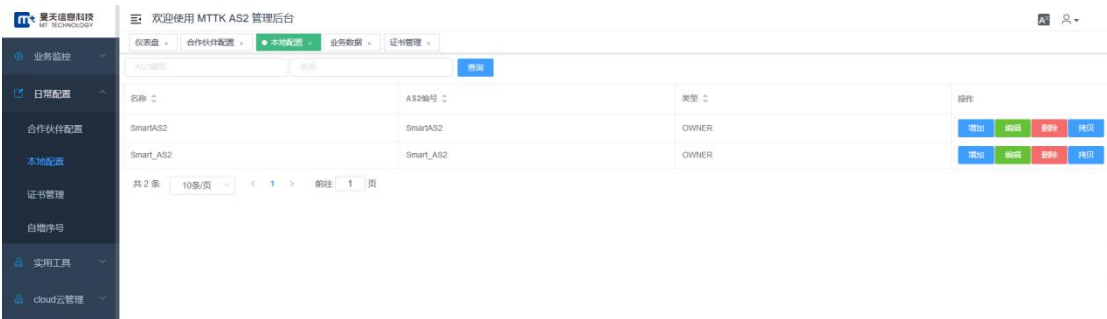 昊天信息科技
MT TECHNOLOGY
欢迎使用 MTTK AS2 管理后台
仪表盘 × 合作伙伴配置 × 本地配置 × 业务数据 × 证书管理 ×
业务监控
日常配置
合作伙伴配置
本地配置
证书管理
自增序号
实用工具
cloud云管理
AS2编号 名称 查询
名称 AS2编号 类型 操作
SmartAS2 SmartAS2 OWNER 增加 编辑 删除 拷贝
Smart_AS2 Smart_AS2 OWNER 增加 编辑 删除 拷贝
共 2 条 10条/页 < 1 > 前往 1 页